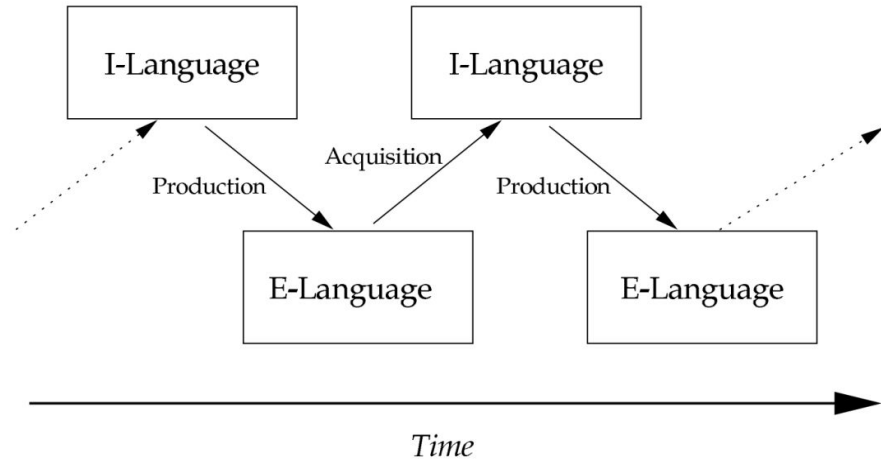 I-Language
I-Language
Acquisition
Production
Production
E-Language
E-Language
Time